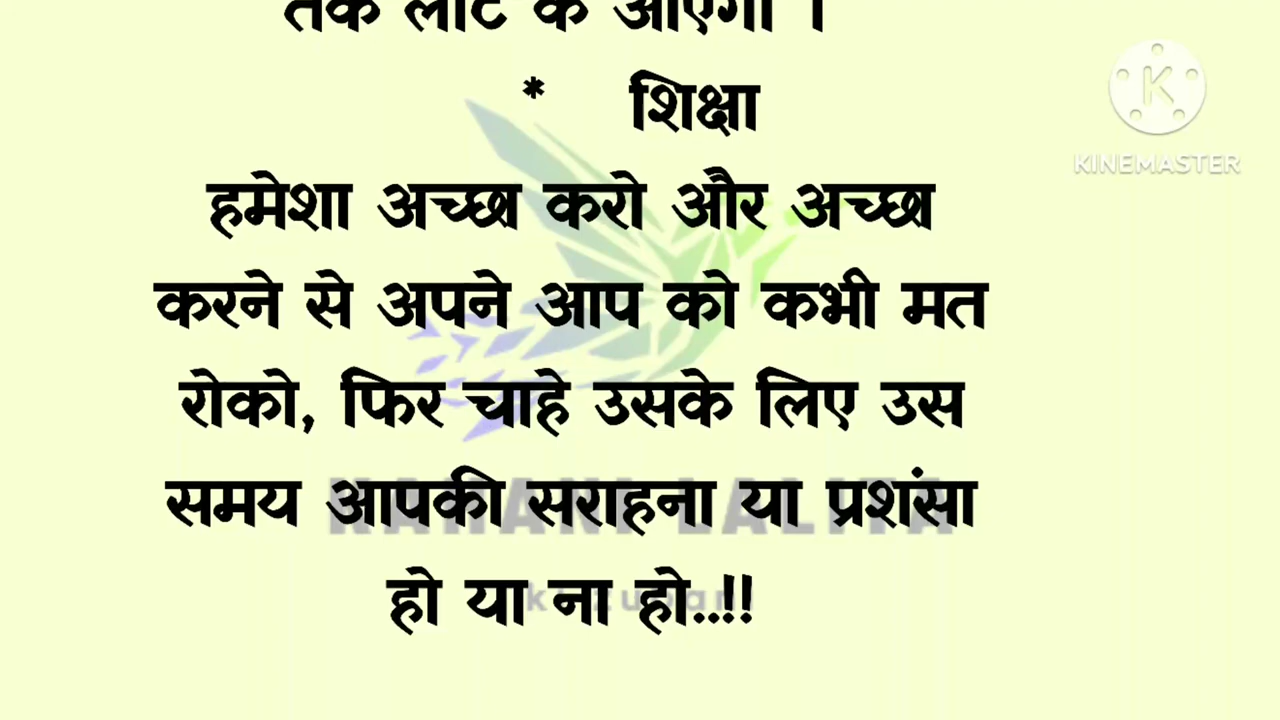 तक लौट के आएगा ।
* शिक्षा
हमेशा अच्छा करो और अच्छा
करने से अपने आप को कभी मत
रोको, फिर चाहे उसके लिए उस
समय आपकी सराहना या प्रशंसा
हो या ना हो..!!
K
KINEMASTER